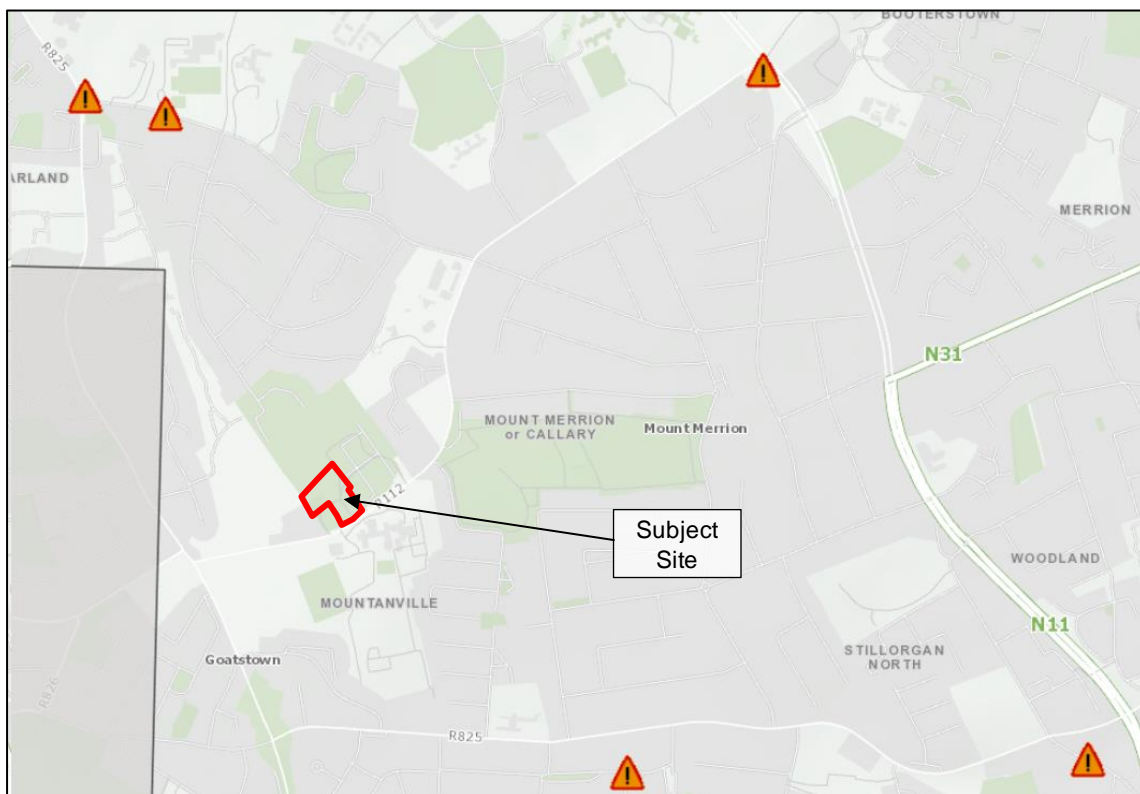 BOOTERSTOWN
R825
ARLAND
MERRION
N31
MOUNT MERRION
or CALLARY
Mount Merrion
R112
Subject
Site
WOODLAND
MOUNTANVILLE
N11
STILLORGAN
NORTH
Goatstown
R826
R825